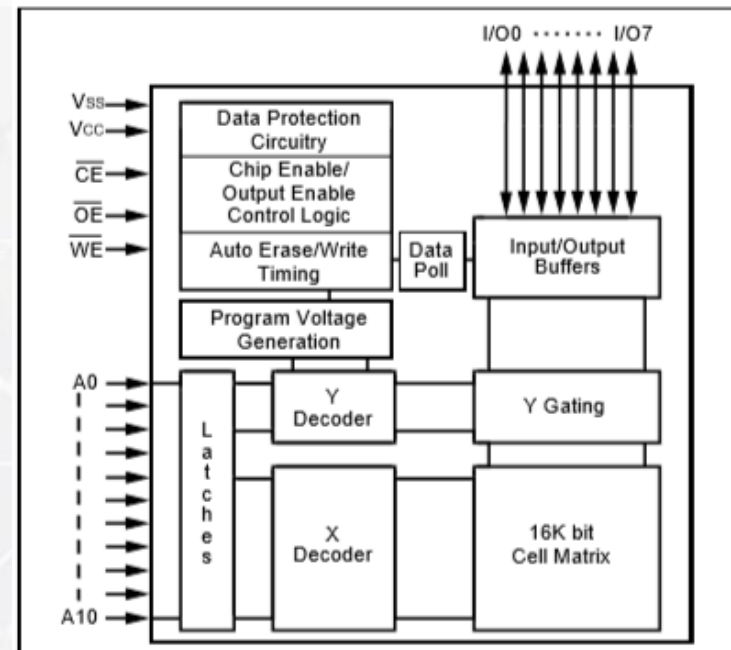 I/O0 ········ I/O7
VSS
VCC
CE
OE
WE
Data Protection
Circuitry
Chip Enable/
Output Enable
Control Logic
Auto Erase/Write
Timing
Data
Poll
Input/Output
Buffers
Program Voltage
Generation
A0
A10
Latches
Y
Decoder
Y Gating
X
Decoder
16K bit
Cell Matrix